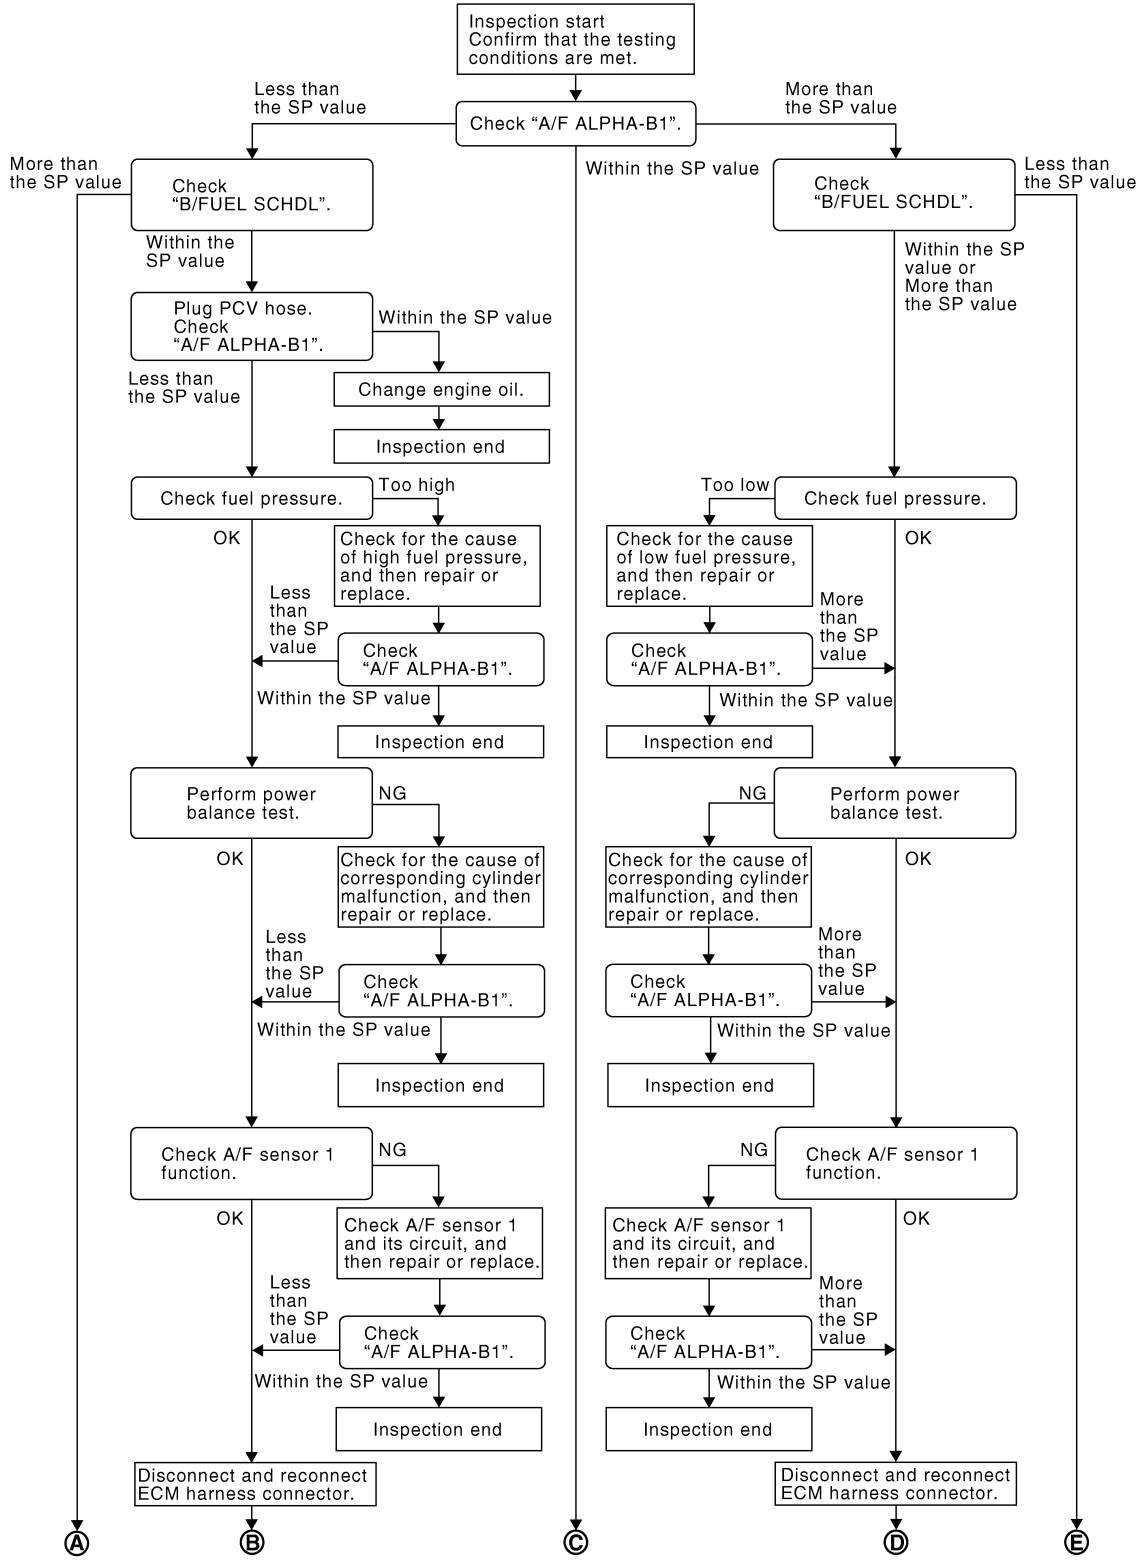 Inspection start
Confirm that the testing
conditions are met.
Less than
the SP value
More than
the SP value
Check “A/F ALPHA-B1”.
More than
the SP value
Within the SP value
Less than
the SP value
Check
“B/FUEL SCHDL”.
Check
“B/FUEL SCHDL”.
Within the
SP value
Within the SP
value or
More than
the SP value
Plug PCV hose.
Check
“A/F ALPHA-B1”.
Within the SP value
Less than
the SP value
Change engine oil.
Inspection end
Check fuel pressure.
Too high
Too low
Check fuel pressure.
OK
Check for the cause
of high fuel pressure,
and then repair or
replace.
Check for the cause
of low fuel pressure,
and then repair or
replace.
OK
Less
than
the SP
value
Check
“A/F ALPHA-B1”.
Check
“A/F ALPHA-B1”.
More
than
the SP
value
Within the SP value
Within the SP value
Inspection end
Inspection end
Perform power
balance test.
NG
NG
Perform power
balance test.
OK
Check for the cause of
corresponding cylinder
malfunction, and then
repair or replace.
Check for the cause of
corresponding cylinder
malfunction, and then
repair or replace.
OK
Less
than
the SP
value
Check
“A/F ALPHA-B1”.
Check
“A/F ALPHA-B1”.
More
than
the SP
value
Within the SP value
Within the SP value
Inspection end
Inspection end
Check A/F sensor 1
function.
NG
NG
Check A/F sensor 1
function.
OK
Check A/F sensor 1
and its circuit, and
then repair or replace.
Check A/F sensor 1
and its circuit, and
then repair or replace.
OK
Less
than
the SP
value
Check
“A/F ALPHA-B1”.
Check
“A/F ALPHA-B1”.
More
than
the SP
value
Within the SP value
Within the SP value
Inspection end
Inspection end
Disconnect and reconnect
ECM harness connector.
Disconnect and reconnect
ECM harness connector.
A
B
C
D
E